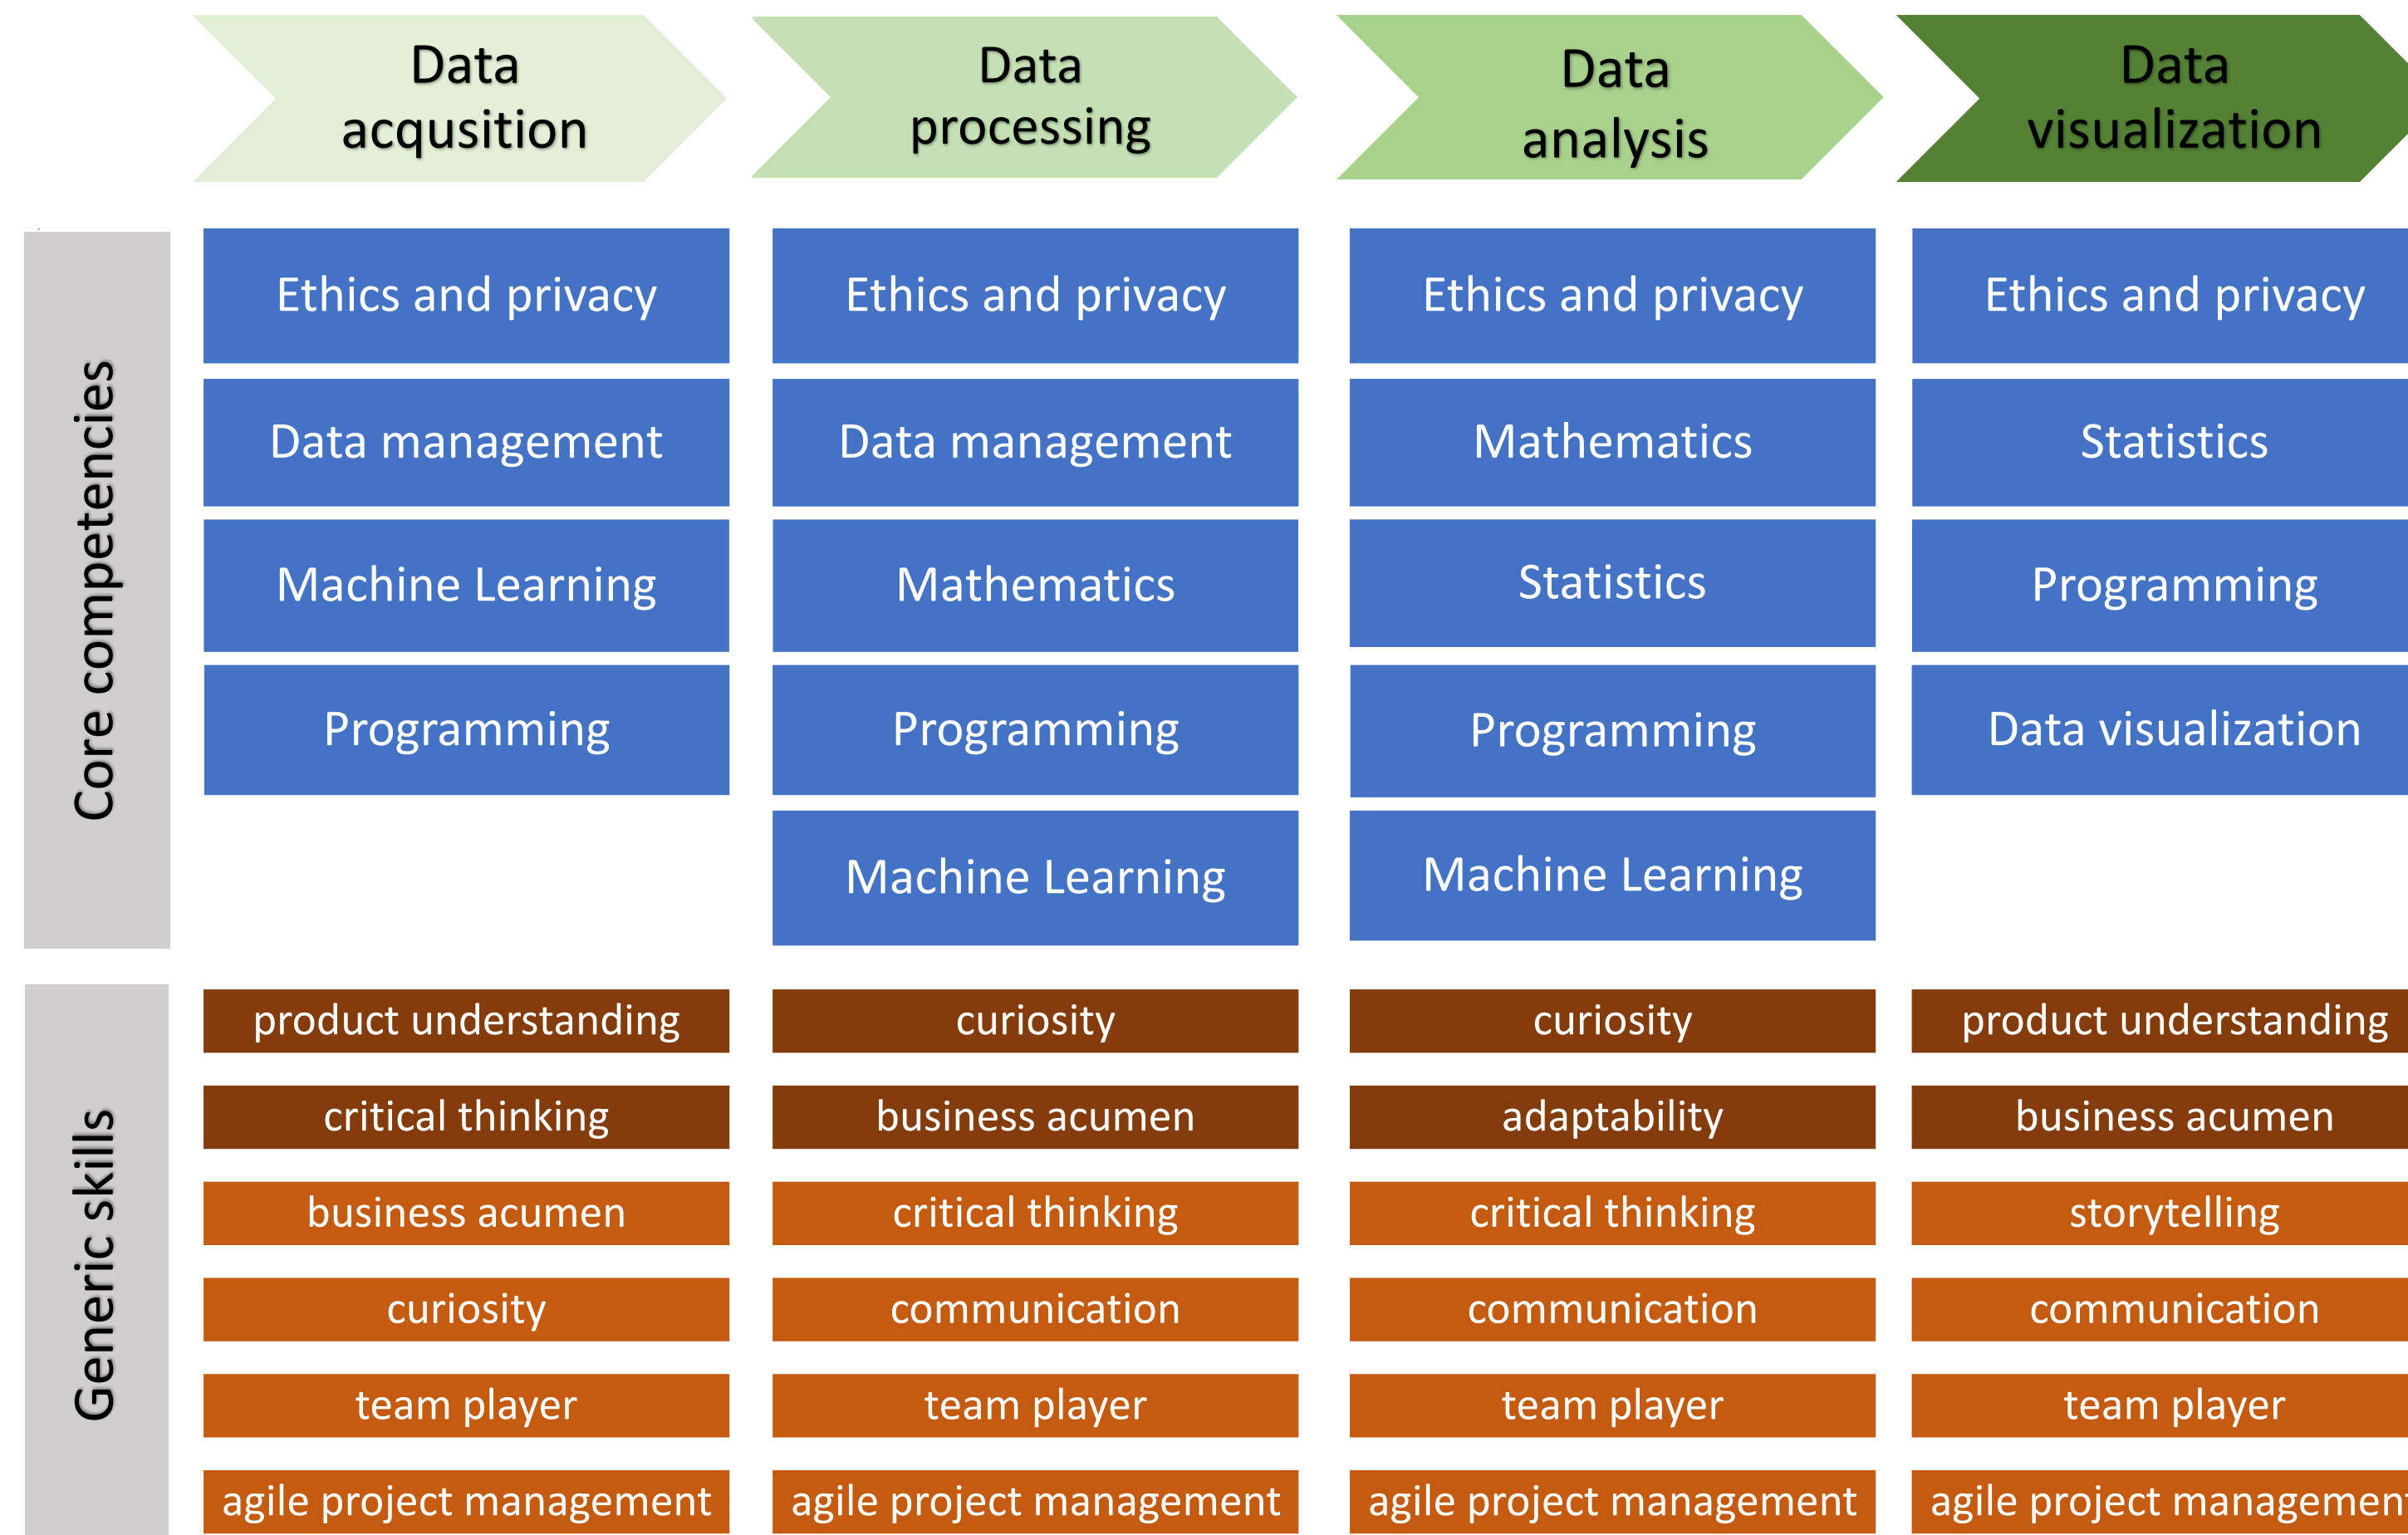 Data
acqusition
Data
processing
Data
analysis
Data
visualization
Core competencies
Ethics and privacy
Ethics and privacy
Ethics and privacy
Ethics and privacy
Data management
Data management
Mathematics
Statistics
Machine Learning
Mathematics
Statistics
Programming
Programming
Programming
Programming
Data visualization
Machine Learning
Machine Learning
Generic skills
product understanding
curiosity
curiosity
product understanding
critical thinking
business acumen
adaptability
business acumen
business acumen
critical thinking
critical thinking
storytelling
curiosity
communication
communication
communication
team player
team player
team player
team player
agile project management
agile project management
agile project management
agile project management